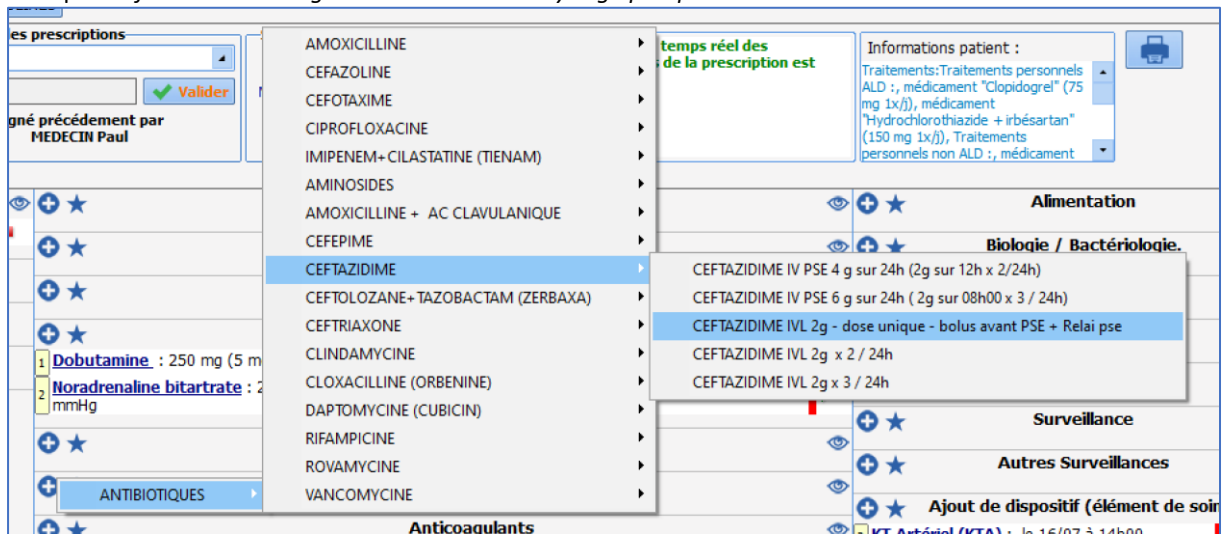 es prescriptions
Valider
gné précédement par
MEDECIN Paul
temps réel des
de la prescription est
Informations patient :
Traitements:Traitements personnels
ALD :, médicament "Clopidogrel" (75
mg 1x/j), médicament
"Hydrochlorothiazide + irbésartan"
(150 mg 1x/j), Traitements
personnels non ALD :, médicament
AMOXICILLINE
CEFAZOLINE
CEFOTAXIME
CIPROFLOXACINE
IMIPENEM+CILASTATINE (TIENAM)
AMINOSIDES
AMOXICILLINE + AC CLAVULANIQUE
CEFEPIME
CEFTAZIDIME
CEFTOLOZANE+TAZOBACTAM (ZERBAXA)
CEFTRIAXONE
CLINDAMYCINE
CLOXACILLINE (ORBENINE)
DAPTOMYCINE (CUBICIN)
RIFAMPICINE
ROVAMYCINE
VANCOMYCINE
CEFTAZIDIME IV PSE 4 g sur 24h (2g sur 12h x 2/24h)
CEFTAZIDIME IV PSE 6 g sur 24h ( 2g sur 08h00 x 3 / 24h)
CEFTAZIDIME IVL 2g - dose unique - bolus avant PSE + Relai pse
CEFTAZIDIME IVL 2g x 2 / 24h
CEFTAZIDIME IVL 2g x 3 / 24h
1 Dobutamine : 250 mg (5 m
2 Noradrenaline bitartrate : 2
mmHg
ANTIBIOTIQUES
Anticoagulants
Alimentation
Biologie / Bactériologie.
Surveillance
Autres Surveillances
Ajout de dispositif (élément de soin
KT Artériel (KTA) : le 16/07 à 14h00